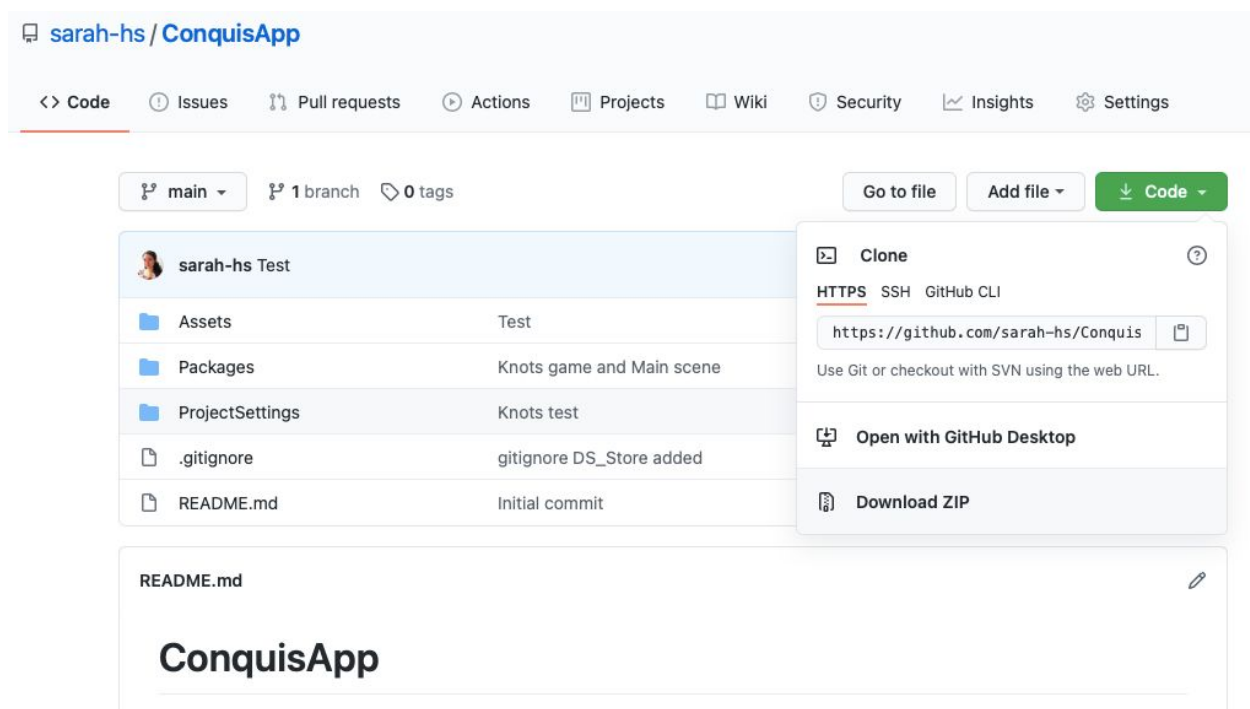 sarah-hs / ConquisApp
<> Code Issues Pull requests Actions Projects Wiki Security Insights Settings
main 1 branch 0 tags Go to file Add file Code
sarah-hs Test
Clone
HTTPS SSH GitHub CLI
Assets Test
https://github.com/sarah-hs/Conquis
Packages Knots game and Main scene
Use Git or checkout with SVN using the web URL.
ProjectSettings Knots test
Open with GitHub Desktop
.gitignore gitignore DS_Store added
README.md Initial commit
Download ZIP
README.md
ConquisApp